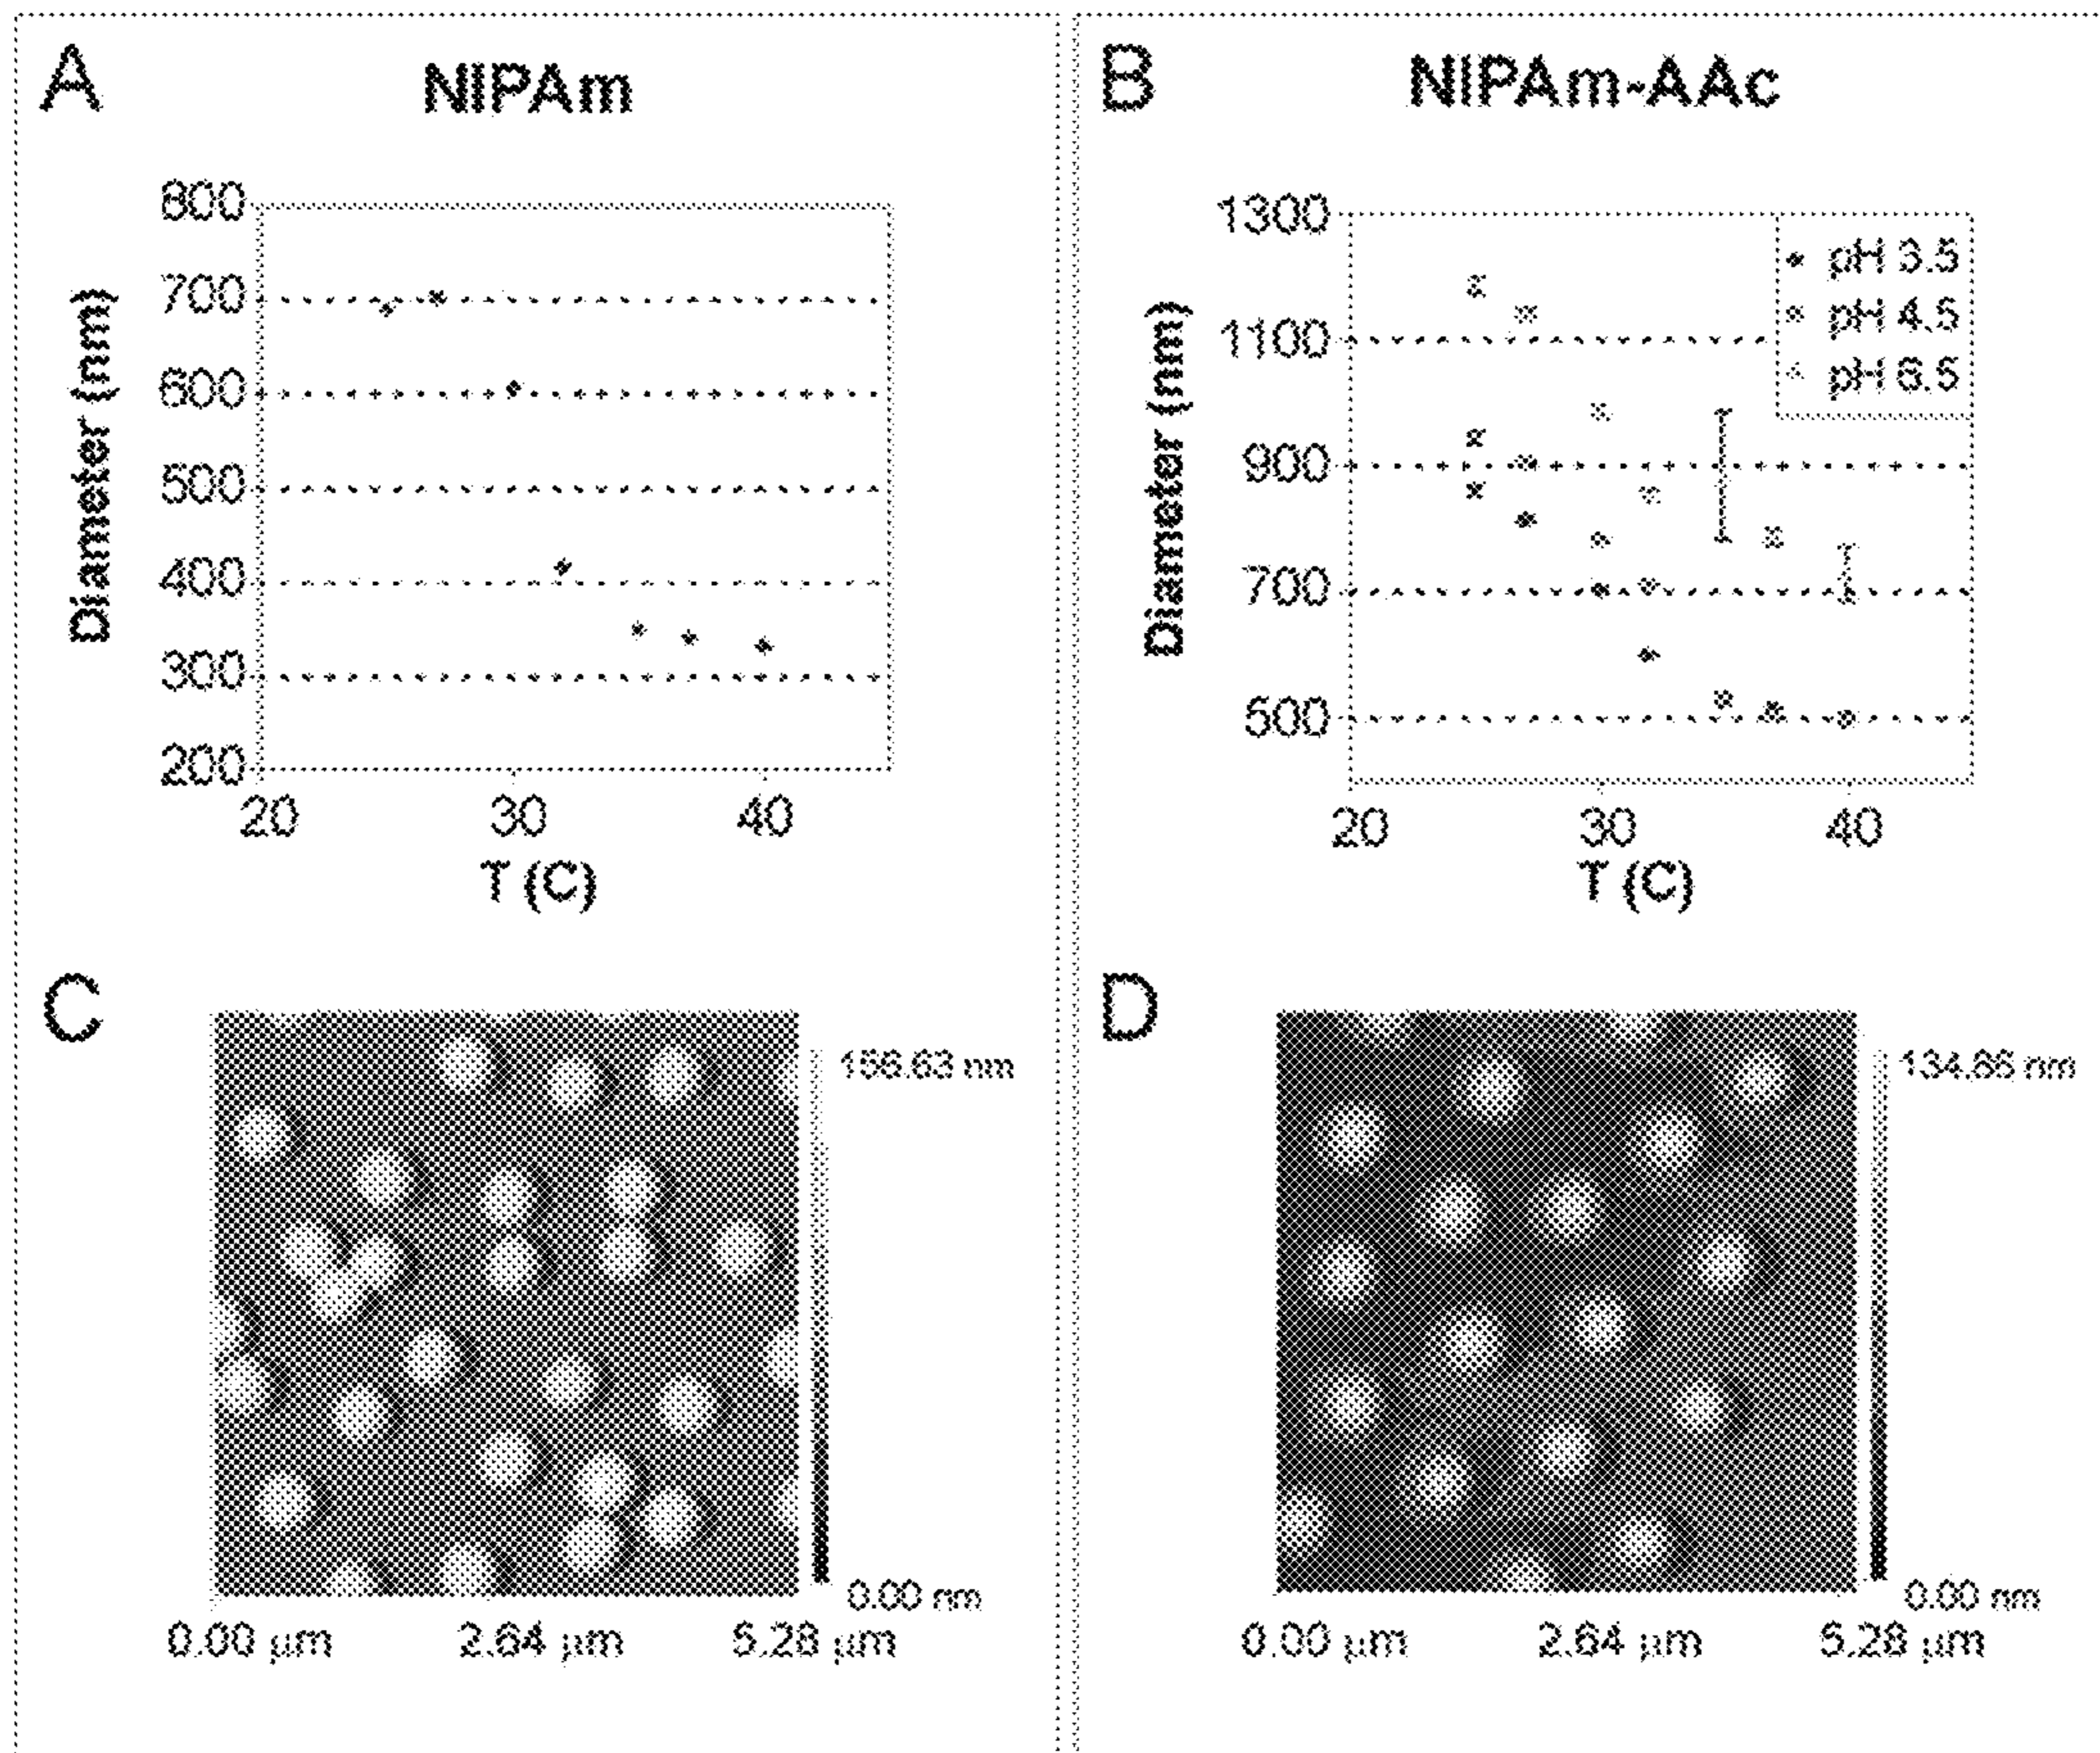 A
NIPAm
800
700
600
500
400
300
200
20 30 40
Diameter (nm)
T (C)
B
NIPAm-AAc
1300
1100
900
700
500
20 30 40
Diameter (nm)
T (C)
pH 3.5
pH 4.5
pH 6.5
C
156.63 nm
0.00 nm
0.00 μm 2.64 μm 5.28 μm
D
134.86 nm
0.00 nm
0.00 μm 2.64 μm 5.28 μm